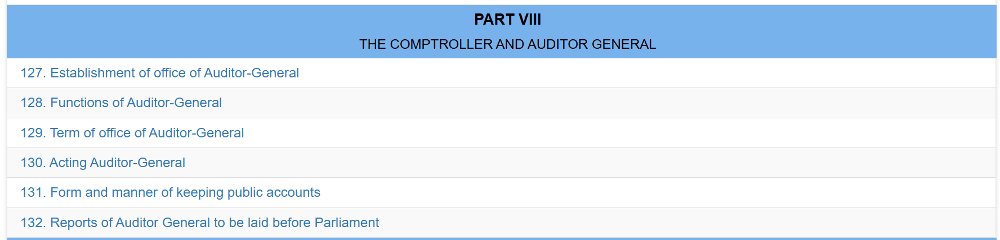 PART VIII
THE COMPTROLLER AND AUDITOR GENERAL
127. Establishment of office of Auditor-General
128. Functions of Auditor-General
129. Term of office of Auditor-General
130. Acting Auditor-General
131. Form and manner of keeping public accounts
132. Reports of Auditor General to be laid before Parliament